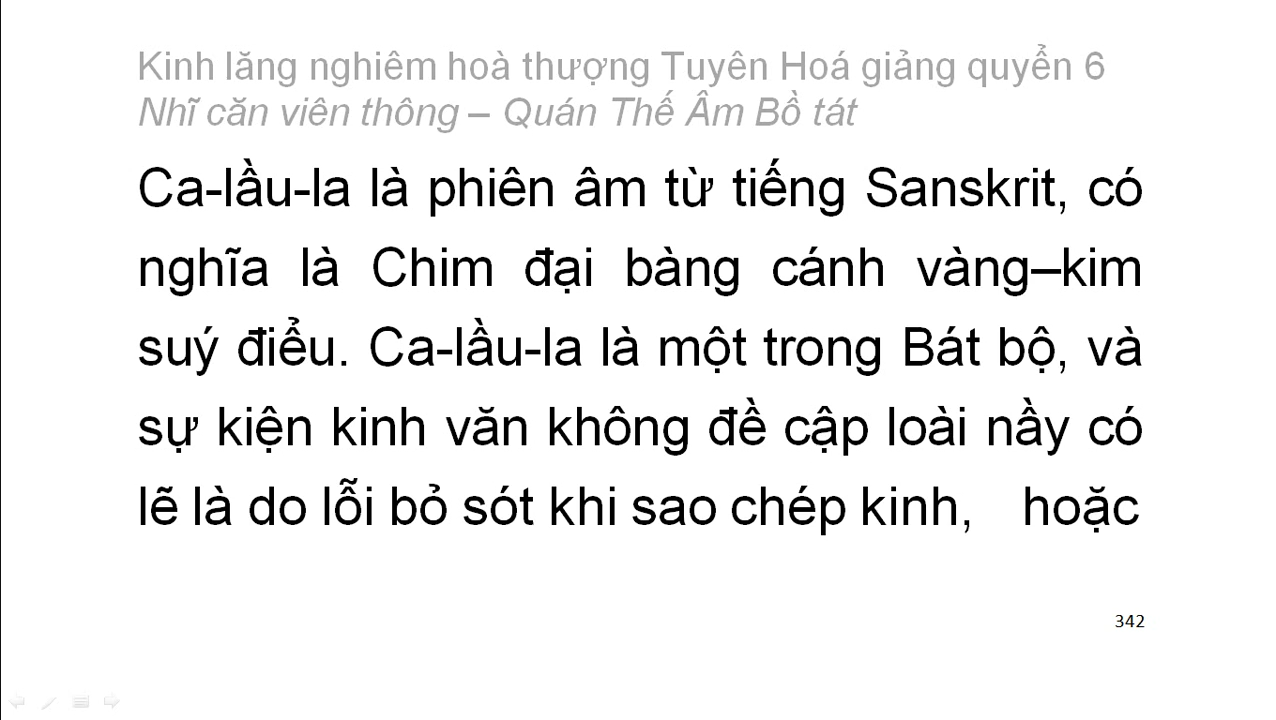 Kinh lăng nghiêm hoà thượng Tuyên Hoá giảng quyển 6
Nhĩ căn viên thông – Quán Thế Âm Bồ tát
Ca-lầu-la là phiên âm từ tiếng Sanskrit, có
nghĩa là Chim đại bàng cánh vàng–kim
suý điểu. Ca-lầu-la là một trong Bát bộ, và
sự kiện kinh văn không đề cập loài nầy có
lẽ là do lỗi bỏ sót khi sao chép kinh, hoặc
342